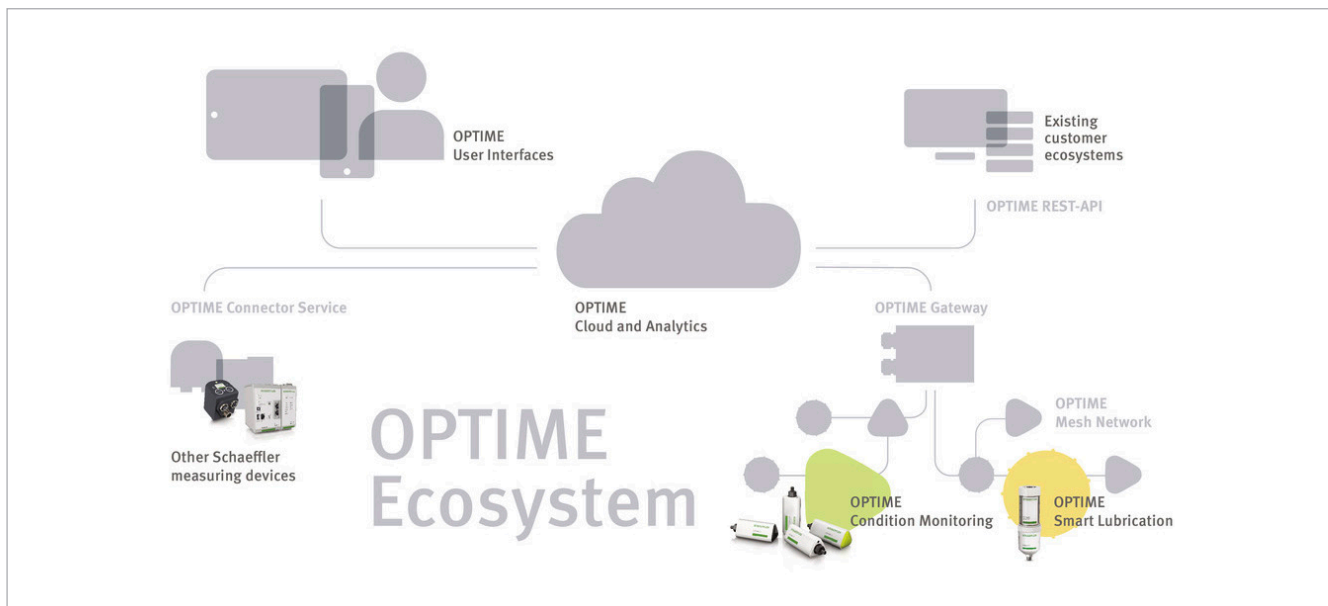 OPTIME
User Interfaces
Existing
customer
ecosystems
OPTIME REST-API
OPTIME Connector Service
OPTIME
Cloud and Analytics
OPTIME Gateway
OPTIME
Mesh Network
Other Schaeffler
measuring devices
OPTIME
Ecosystem
OPTIME
Condition Monitoring
OPTIME
Smart Lubrication